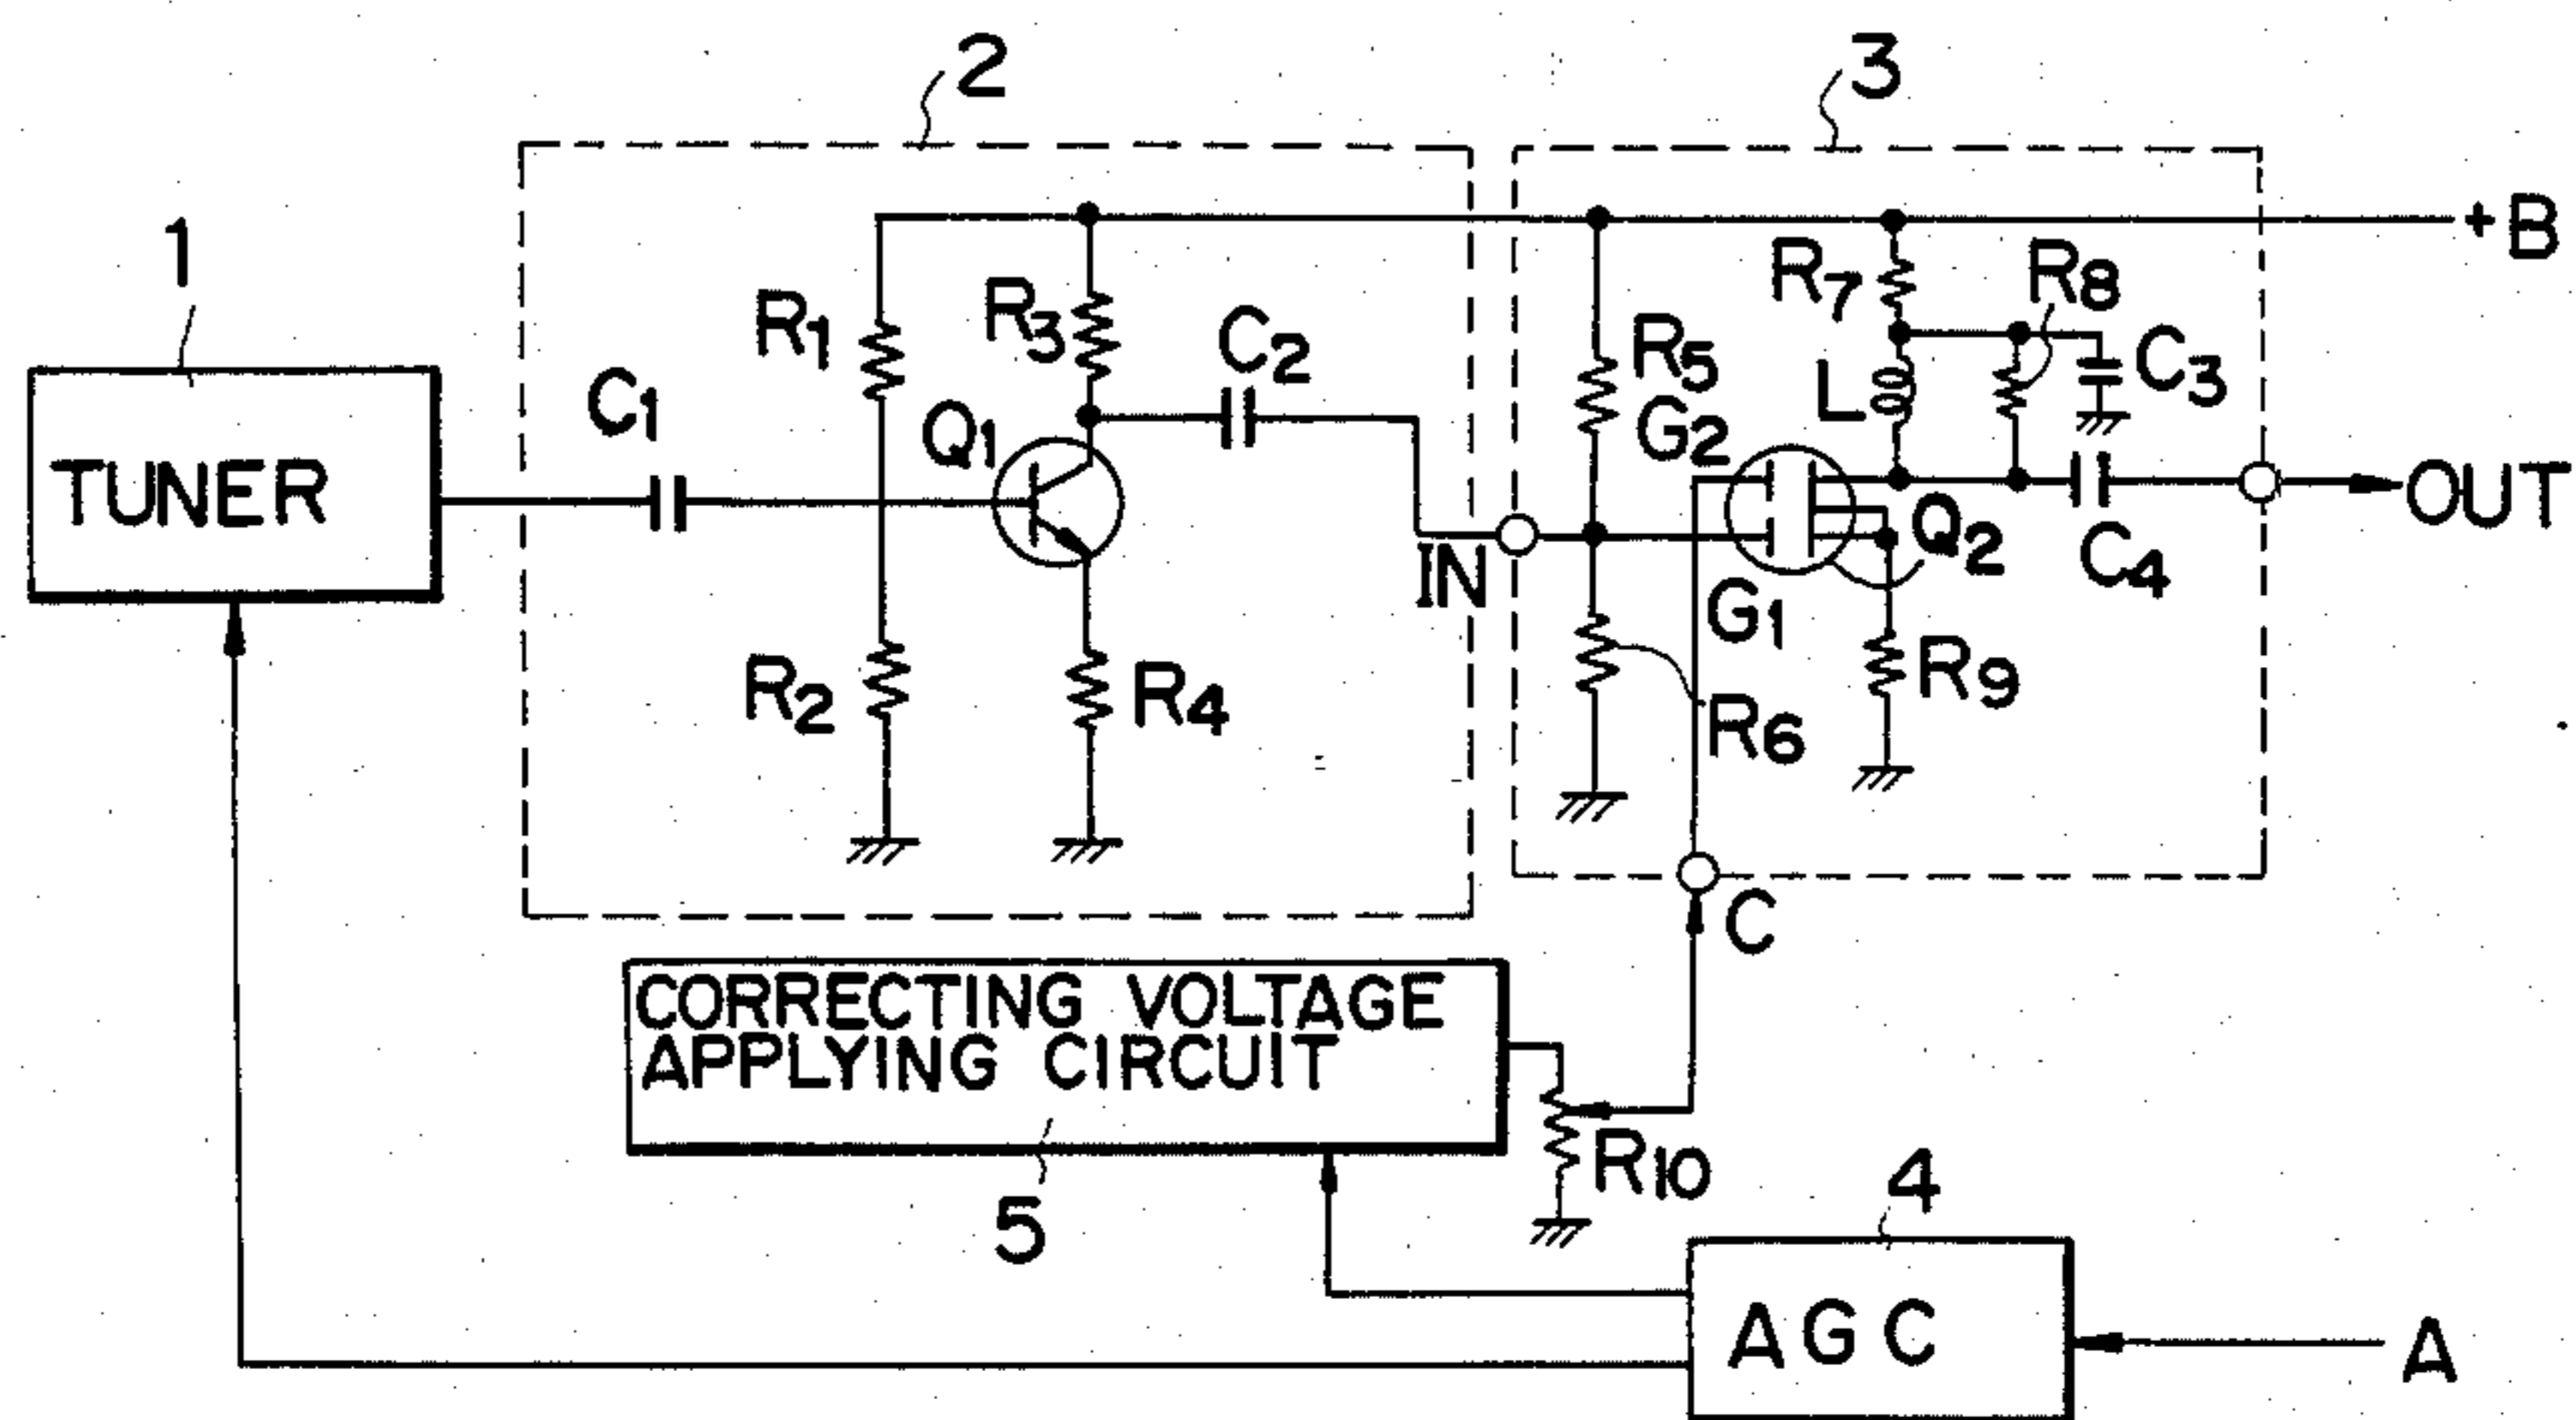 2
3
1
+B
R1
R3
C2
R7
R8
C1
Q1
R5
L
C3
G2
TUNER
OUT
Q2
C4
IN
G1
R2
R4
R9
R6
C
CORRECTING VOLTAGE
APPLYING CIRCUIT
R10
5
4
AGC
A